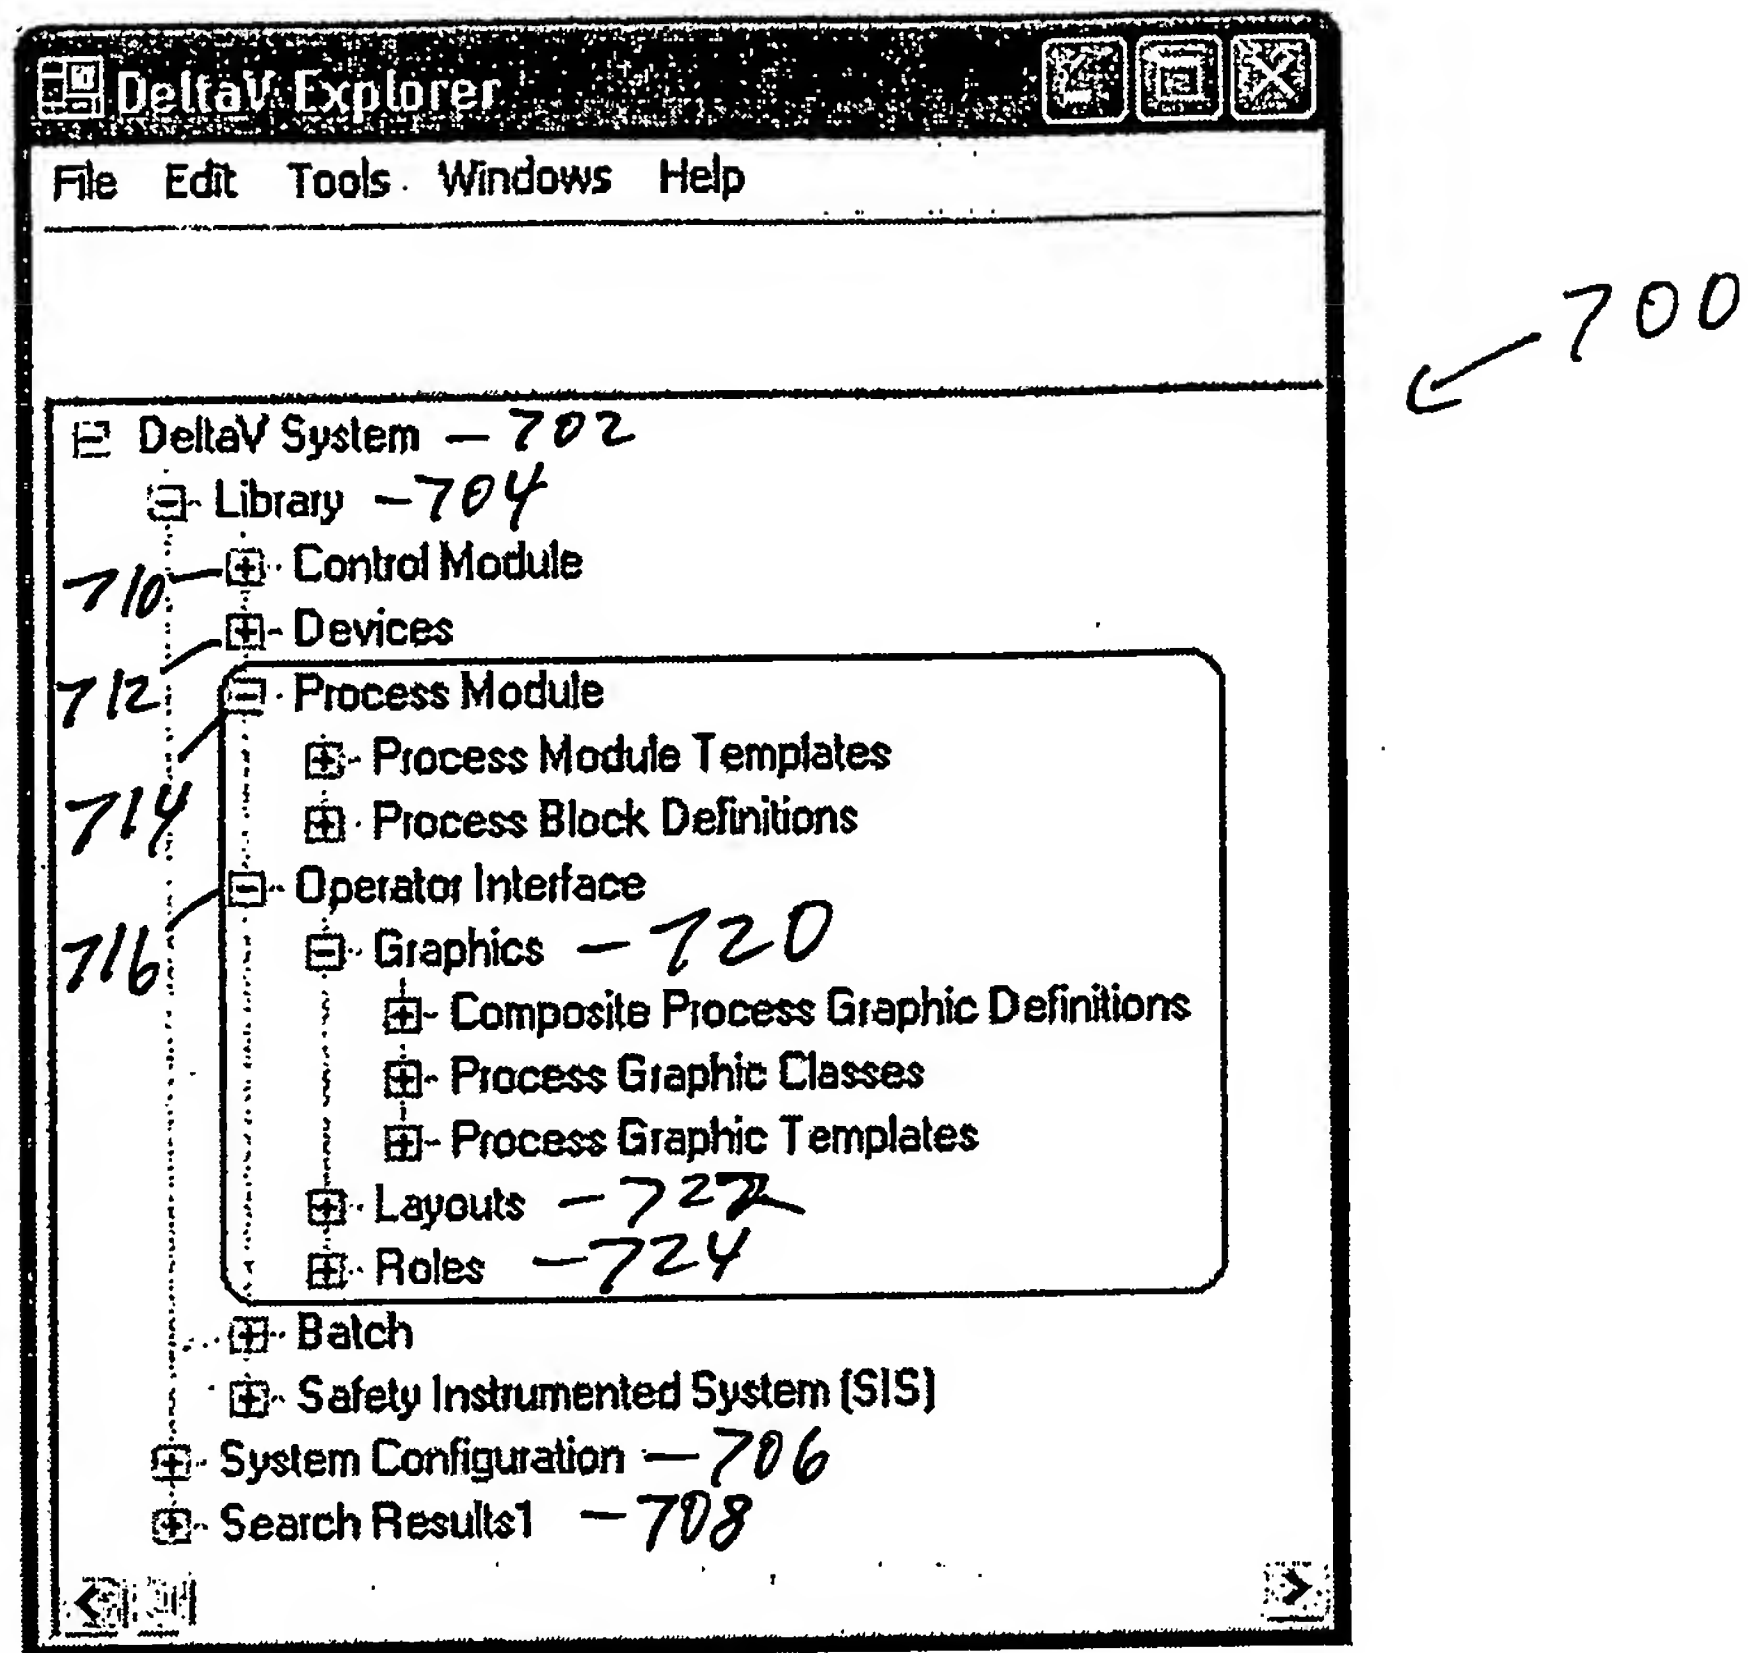 DeltaV Explorer
File Edit Tools Windows Help
700
DeltaV System — 702
Library — 704
Control Module
710
Devices
712
Process Module
Process Module Templates
714
Process Block Definitions
Operator Interface
716
Graphics — 720
Composite Process Graphic Definitions
Process Graphic Classes
Process Graphic Templates
Layouts — 722
Roles — 724
Batch
Safety Instrumented System (SIS)
System Configuration — 706
Search Results1 — 708